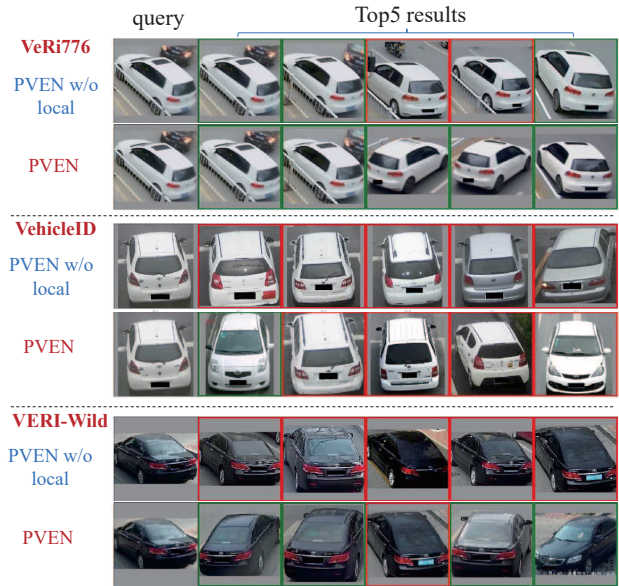 query
Top5 results
VeRi776
PVEN w/o
local
PVEN
VehicleID
PVEN w/o
local
PVEN
VERI-Wild
PVEN w/o
local
PVEN